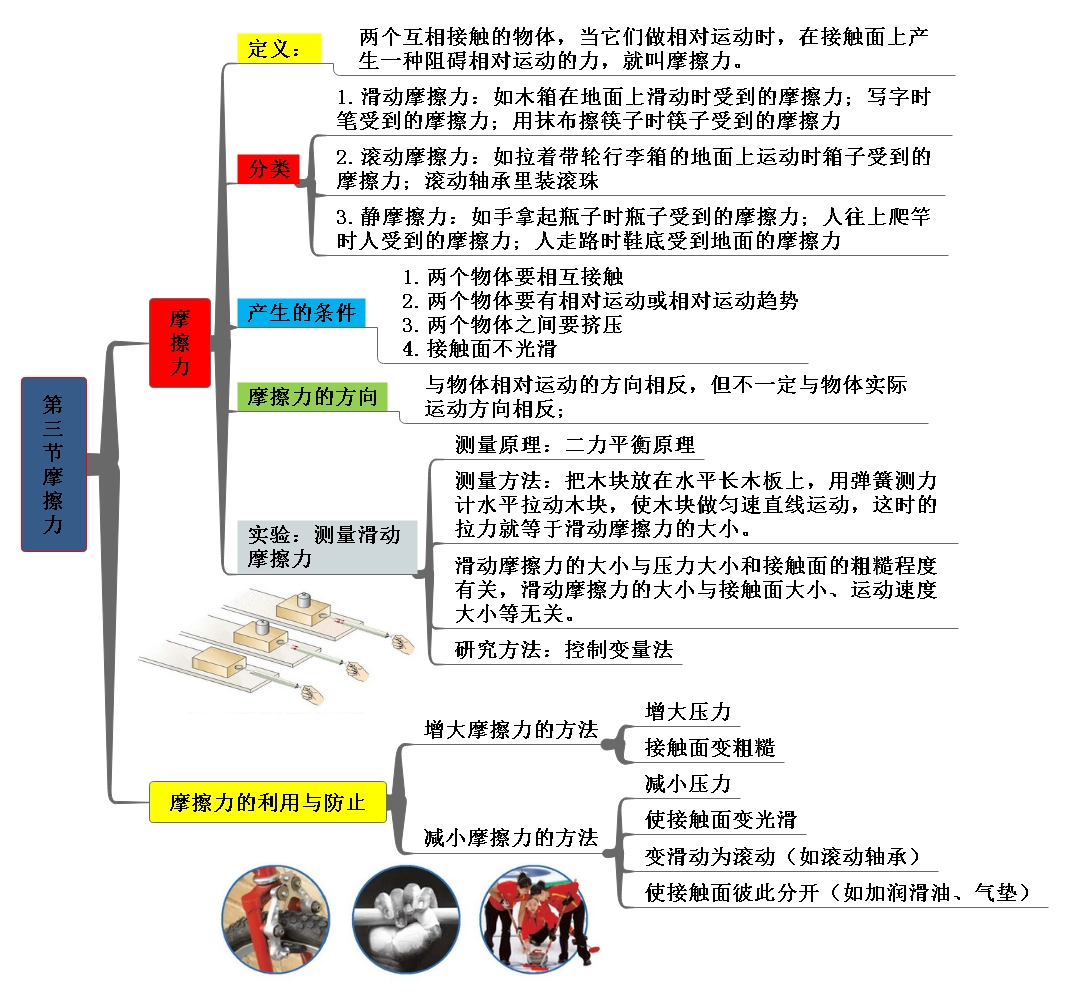 第三节摩擦力
摩擦力
定义：
两个互相接触的物体，当它们做相对运动时，在接触面上产
生一种阻碍相对运动的力，就叫摩擦力。
分类
1. 滑动摩擦力：如木箱在地面上滑动时受到的摩擦力；写字时
笔受到的摩擦力；用抹布擦筷子时筷子受到的摩擦力
2. 滚动摩擦力：如拉着带轮行李箱的地面上运动时箱子受到的
摩擦力；滚动轴承里装滚珠
3. 静摩擦力：如手拿起瓶子时瓶子受到的摩擦力；人往上爬竿
时人受到的摩擦力；人走路时鞋底受到地面的摩擦力
产生的条件
1. 两个物体要相互接触
2. 两个物体要有相对运动或相对运动趋势
3. 两个物体之间要挤压
4. 接触面不光滑
摩擦力的方向
与物体相对运动的方向相反，但不一定与物体实际
运动方向相反；
实验：测量滑动
摩擦力
测量原理：二力平衡原理
测量方法：把木块放在水平长木板上，用弹簧测力
计水平拉动木块，使木块做匀速直线运动，这时的
拉力就等于滑动摩擦力的大小。
滑动摩擦力的大小与压力大小和接触面的粗糙程度
有关，滑动摩擦力的大小与接触面大小、运动速度
大小等无关。
研究方法：控制变量法
摩擦力的利用与防止
增大摩擦力的方法
增大压力
接触面变粗糙
减小摩擦力的方法
减小压力
使接触面变光滑
变滑动为滚动（如滚动轴承）
使接触面彼此分开（如加润滑油、气垫）